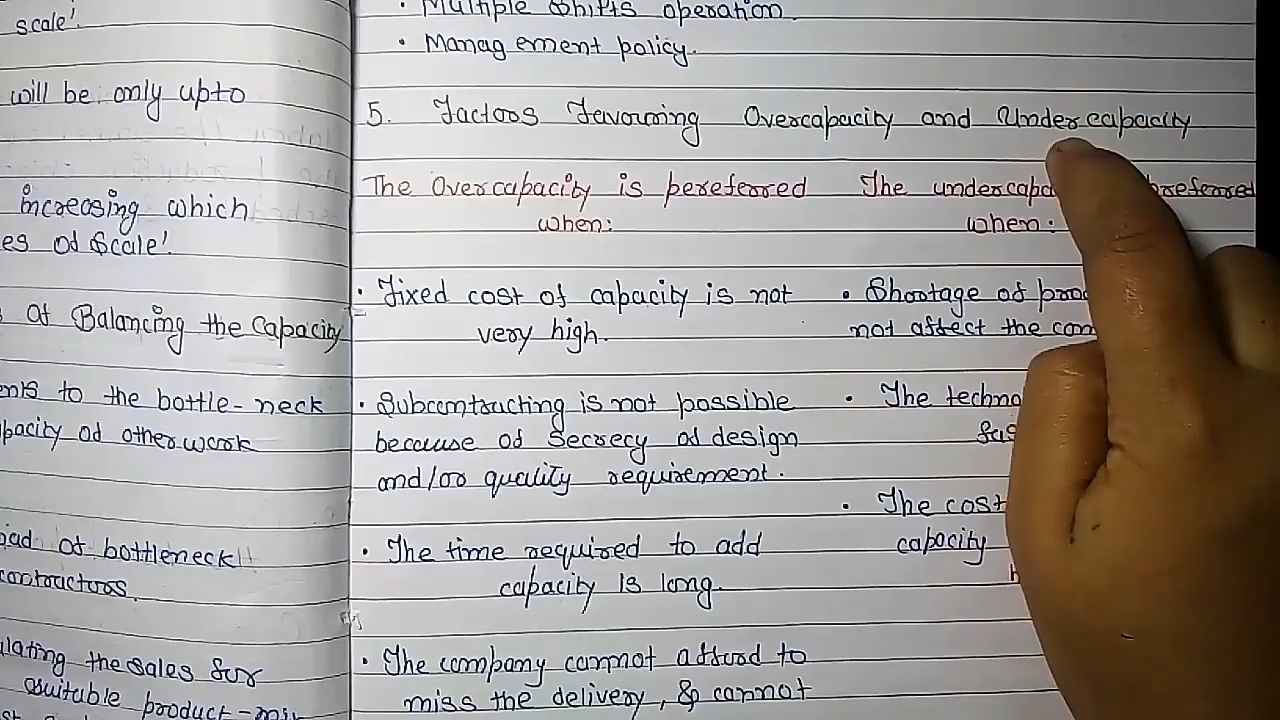 scale'.
will be only upto
increasing which
es of scale'.
of Balancing the Capacity
to the bottle-neck
pacity of other work
of bottleneck
contractors.
lating the sales for
suitable product-mix
• Multiple Shifts operation.
• Management policy.
5. Factors Favouring Overcapacity and Undercapacity
The Overcapacity is pereferred
when:
• Fixed cost of capacity is not
very high.
• Subcontracting is not possible
because of Secrecy of design
and/or quality requirement.
• The time required to add
capacity is long.
• The company cannot afford to
miss the delivery, & cannot
The preferred
when:
• Shortage of
not affect the
• The
• The cost
capacity